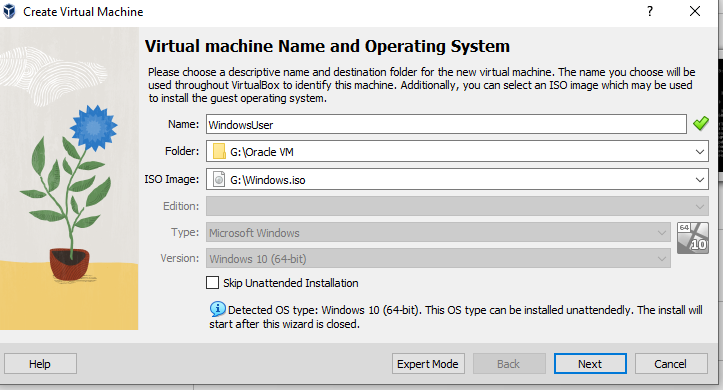 Create Virtual Machine
?
Virtual machine Name and Operating System
Please choose a descriptive name and destination folder for the new virtual machine. The name you choose will be
used throughout VirtualBox to identify this machine. Additionally, you can select an ISO image which may be used
to install the guest operating system.
Name: WindowsUser
Folder: G:\Oracle VM
ISO Image: G:\Windows.iso
Edition:
Type: Microsoft Windows
64
10
Version: Windows 10 (64-bit)
Skip Unattended Installation
Detected OS type: Windows 10 (64-bit). This OS type can be installed unattendedly. The install will
start after this wizard is closed.
Help Expert Mode Back Next Cancel